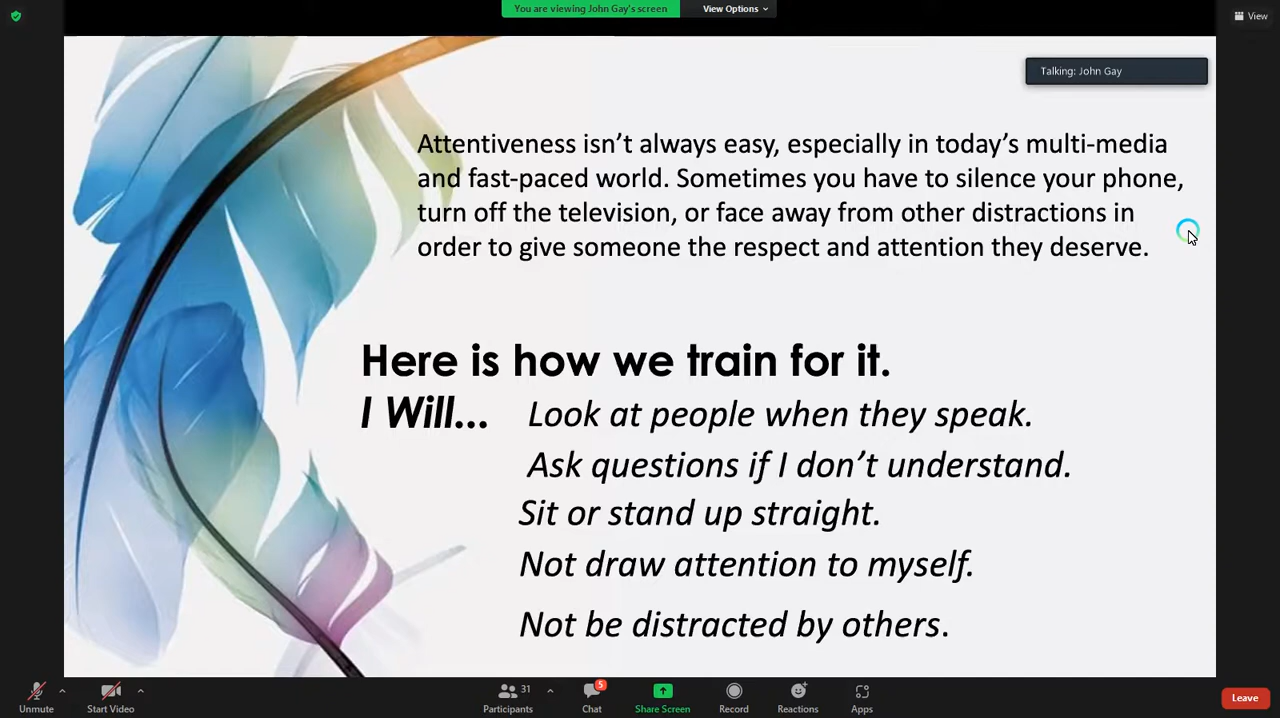 You are viewing John Gay's screen
View Options
View
Talking: John Gay
Attentiveness isn't always easy, especially in today's multi-media
and fast-paced world. Sometimes you have to silence your phone,
turn off the television, or face away from other distractions in
order to give someone the respect and attention they deserve.
Here is how we train for it.
I Will... Look at people when they speak.
Ask questions if I don't understand.
Sit or stand up straight.
Not draw attention to myself.
Not be distracted by others.
Unmute
Start Video
Participants 31
Chat 5
Share Screen
Record
Reactions
Apps
Leave